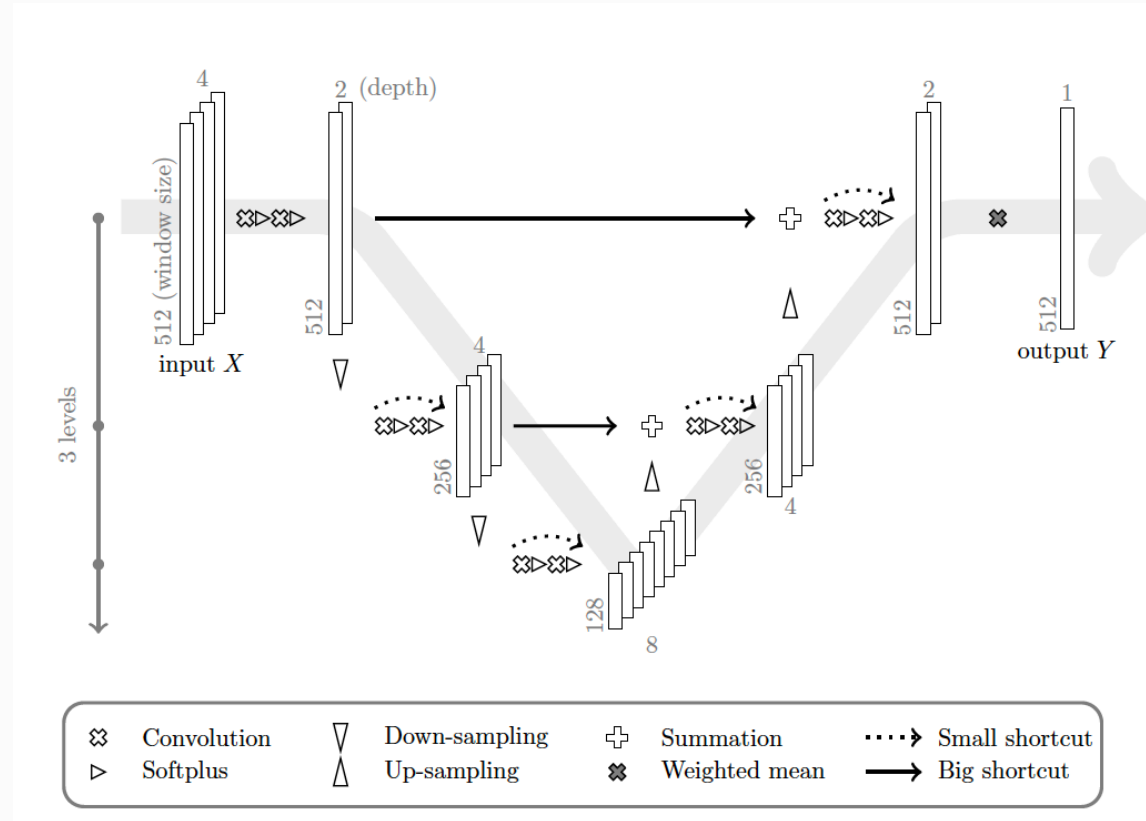 4
2 (depth)
2
1
512 (window size)
512
512
512
input X
output Y
3 levels
4
256
256
4
128
8
Convolution
Down-sampling
Summation
Small shortcut
Softplus
Up-sampling
Weighted mean
Big shortcut